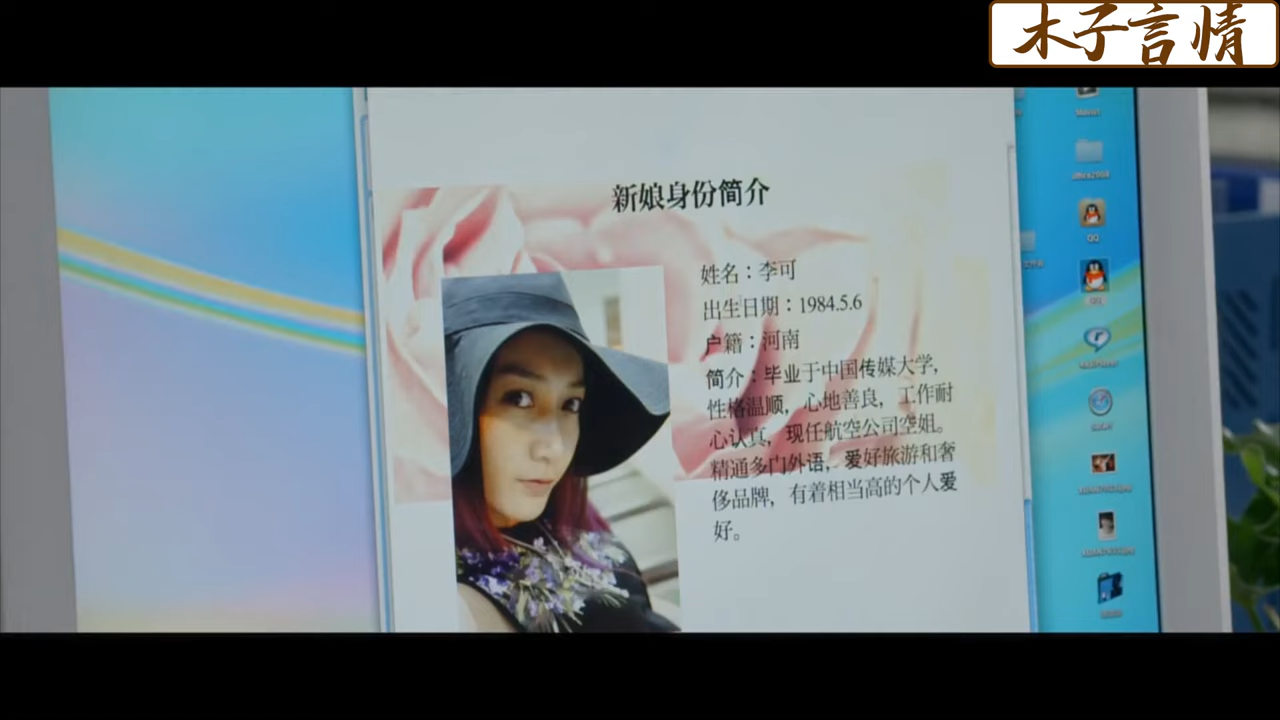 木子言情
新娘身份简介
姓名：李可
出生日期：1984.5.6
户籍：河南
简介：毕业于中国传媒大学，
性格温顺，心地善良，工作耐
心认真，现任航空公司空姐。
精通多门外语，爱好旅游和奢
侈品牌，有着相当高的个人爱
好。
office2008
QQ
QQ